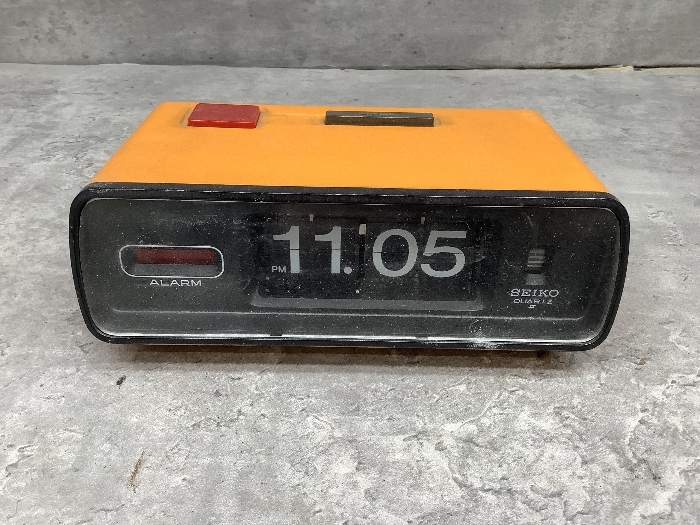 PM 11. 05
ALARM
SEIKO
QUARTZ